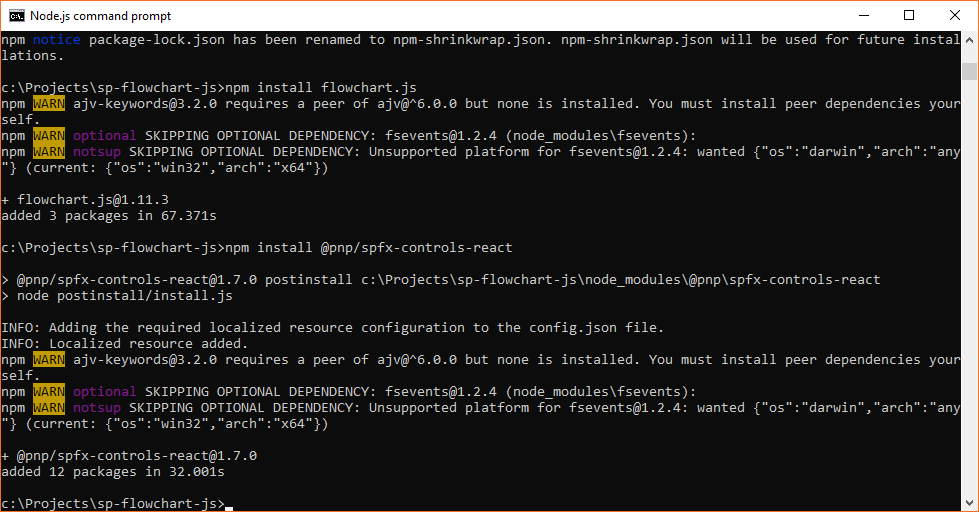 Node.js command prompt
npm notice package-lock.json has been renamed to npm-shrinkwrap.json. npm-shrinkwrap.json will be used for future instal
lations.
c:\Projects\sp-flowchart-js>npm install flowchart.js
npm WARN ajv-keywords@3.2.0 requires a peer of ajv@^6.0.0 but none is installed. You must install peer dependencies your
self.
npm WARN optional SKIPPING OPTIONAL DEPENDENCY: fsevents@1.2.4 (node_modules\fsevents):
npm WARN notsup SKIPPING OPTIONAL DEPENDENCY: Unsupported platform for fsevents@1.2.4: wanted {"os":"darwin","arch":"any
"} (current: {"os":"win32","arch":"x64"})
+ flowchart.js@1.11.3
added 3 packages in 67.371s
c:\Projects\sp-flowchart-js>npm install @pnp/spfx-controls-react
> @pnp/spfx-controls-react@1.7.0 postinstall c:\Projects\sp-flowchart-js\node_modules\@pnp\spfx-controls-react
> node postinstall/install.js
INFO: Adding the required localized resource configuration to the config.json file.
INFO: Localized resource added.
npm WARN ajv-keywords@3.2.0 requires a peer of ajv@^6.0.0 but none is installed. You must install peer dependencies your
self.
npm WARN optional SKIPPING OPTIONAL DEPENDENCY: fsevents@1.2.4 (node_modules\fsevents):
npm WARN notsup SKIPPING OPTIONAL DEPENDENCY: Unsupported platform for fsevents@1.2.4: wanted {"os":"darwin","arch":"any
"} (current: {"os":"win32","arch":"x64"})
+ @pnp/spfx-controls-react@1.7.0
added 12 packages in 32.001s
c:\Projects\sp-flowchart-js>